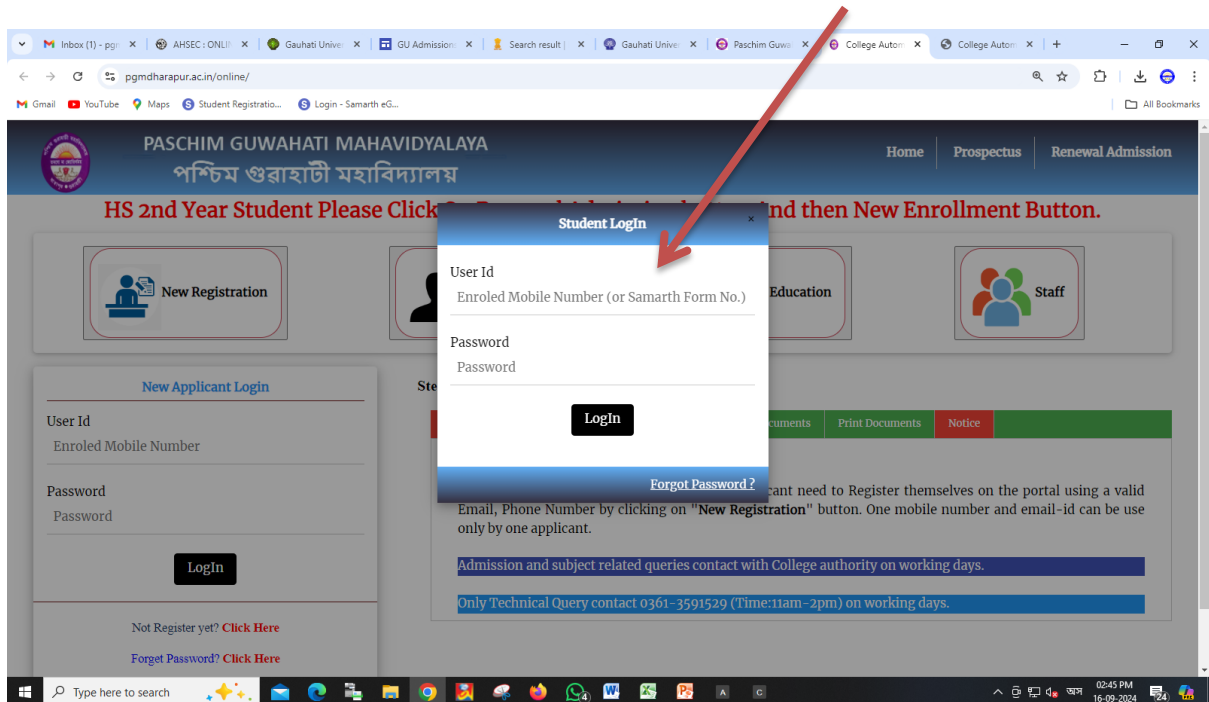 Inbox (1) - pgn
AHSEC : ONLIN
Gauhati Univer
GU Admission
Search result |
Gauhati Univer
Paschim Guwa
College Autom
College Autom
pgmdharapur.ac.in/online/
Gmail
YouTube
Maps
Student Registratio...
Login - Samarth eG...
All Bookmarks
PASCHIM GUWAHATI MAHAVIDYALAYA
পশ্চিম গুৱাহাটী মহাবিদ্যালয়
Home
Prospectus
Renewal Admission
HS 2nd Year Student Please Click
nd then New Enrollment Button.
New Registration
Education
Staff
Student LogIn
×
User Id
Enroled Mobile Number (or Samarth Form No.)
Password
Password
LogIn
Forgot Password ?
New Applicant Login
User Id
Enroled Mobile Number
Password
Password
LogIn
Not Register yet? Click Here
Forget Password? Click Here
Ste
cuments
Print Documents
Notice
cant need to Register themselves on the portal using a valid
Email, Phone Number by clicking on "New Registration" button. One mobile number and email-id can be use
only by one applicant.
Admission and subject related queries contact with College authority on working days.
Only Technical Query contact 0361-3591529 (Time:11am-2pm) on working days.
Type here to search
A
C
অস
02:45 PM
16-09-2024
24